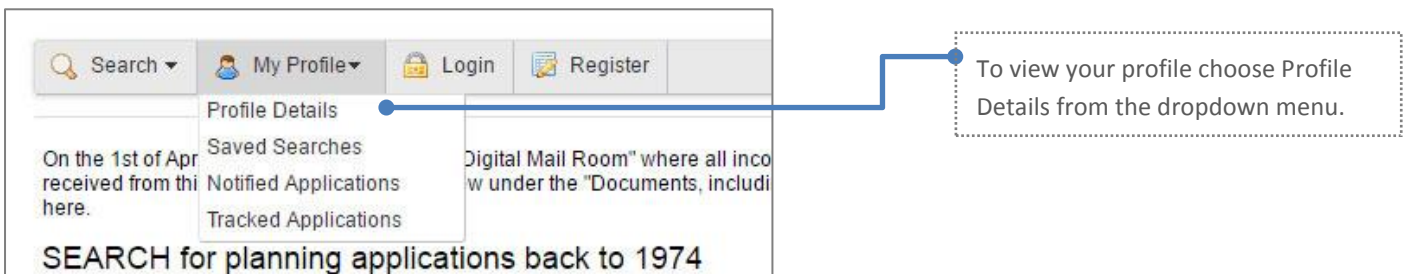 Search My Profile Login Register
To view your profile choose Profile
Details from the dropdown menu.
Profile Details
Saved Searches
Notified Applications
Tracked Applications
On the 1st of Apr Digital Mail Room" where all inco
received from thi w under the "Documents, includi
here.
SEARCH for planning applications back to 1974